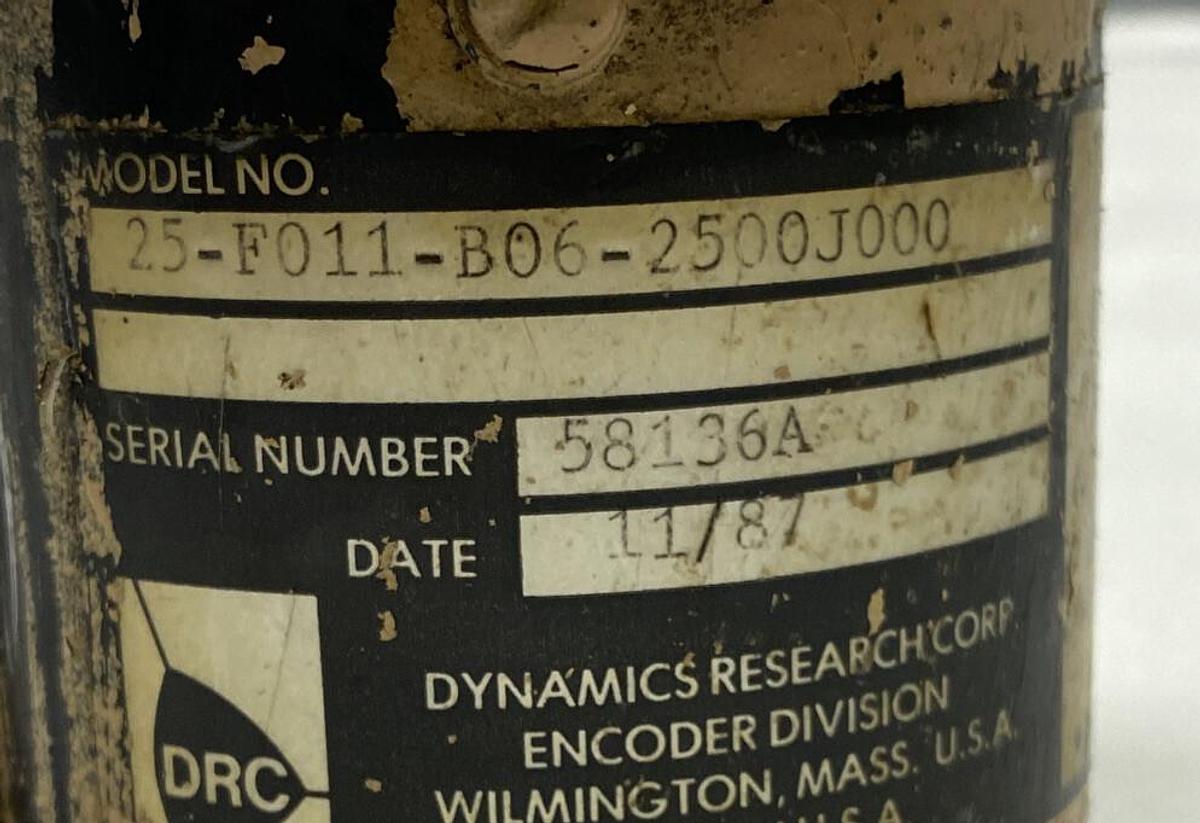 MODEL NO.
25-F011-B06-2500J000
SERIAL NUMBER 58136A
DATE 11/87
DRC
DYNAMICS RESEARCH CORP.
ENCODER DIVISION
WILMINGTON, MASS. U.S.A.
U.S.A.